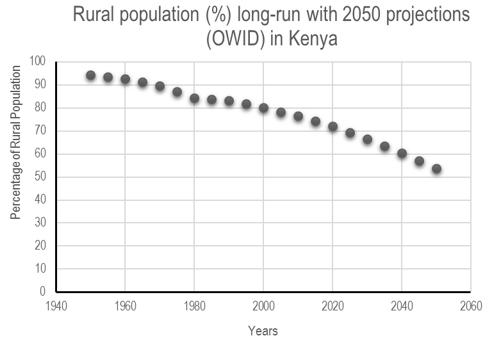 Rural population (%) long-run with 2050 projections
(OWID) in Kenya
Percentage of Rural Population
100
90
80
70
60
50
40
30
20
10
0
1940 1960 1980 2000 2020 2040 2060
Years